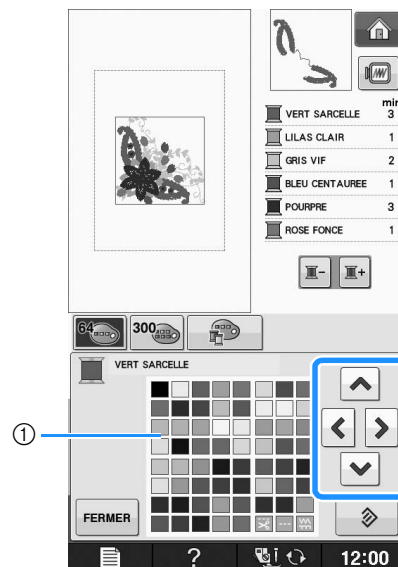 min
VERT SARCELLE 3
LILAS CLAIR 1
GRIS VIF 2
BLEU CENTAUREE 1
POURPRE 3
ROSE FONCE 1
- +
64 300
VERT SARCELLE
①
FERMER
? i 12:00